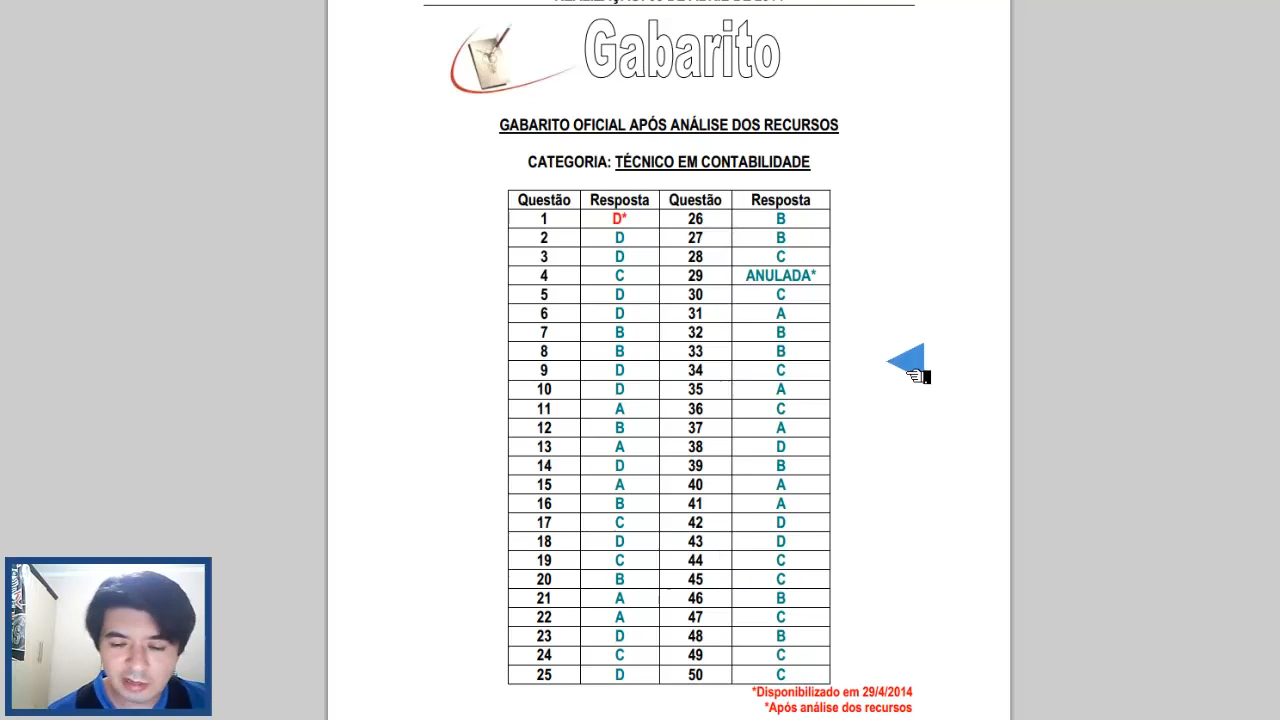 Gabarito
GABARITO OFICIAL APÓS ANÁLISE DOS RECURSOS
CATEGORIA: TÉCNICO EM CONTABILIDADE
Questão Resposta Questão Resposta
1 D* 26 B
2 D 27 B
3 D 28 C
4 C 29 ANULADA*
5 D 30 C
6 D 31 A
7 B 32 B
8 B 33 B
9 D 34 C
10 D 35 A
11 A 36 C
12 B 37 A
13 A 38 D
14 D 39 B
15 A 40 A
16 B 41 A
17 C 42 D
18 D 43 D
19 C 44 C
20 B 45 C
21 A 46 B
22 A 47 C
23 D 48 B
24 C 49 C
25 D 50 C
*Disponibilizado em 29/4/2014
*Após análise dos recursos